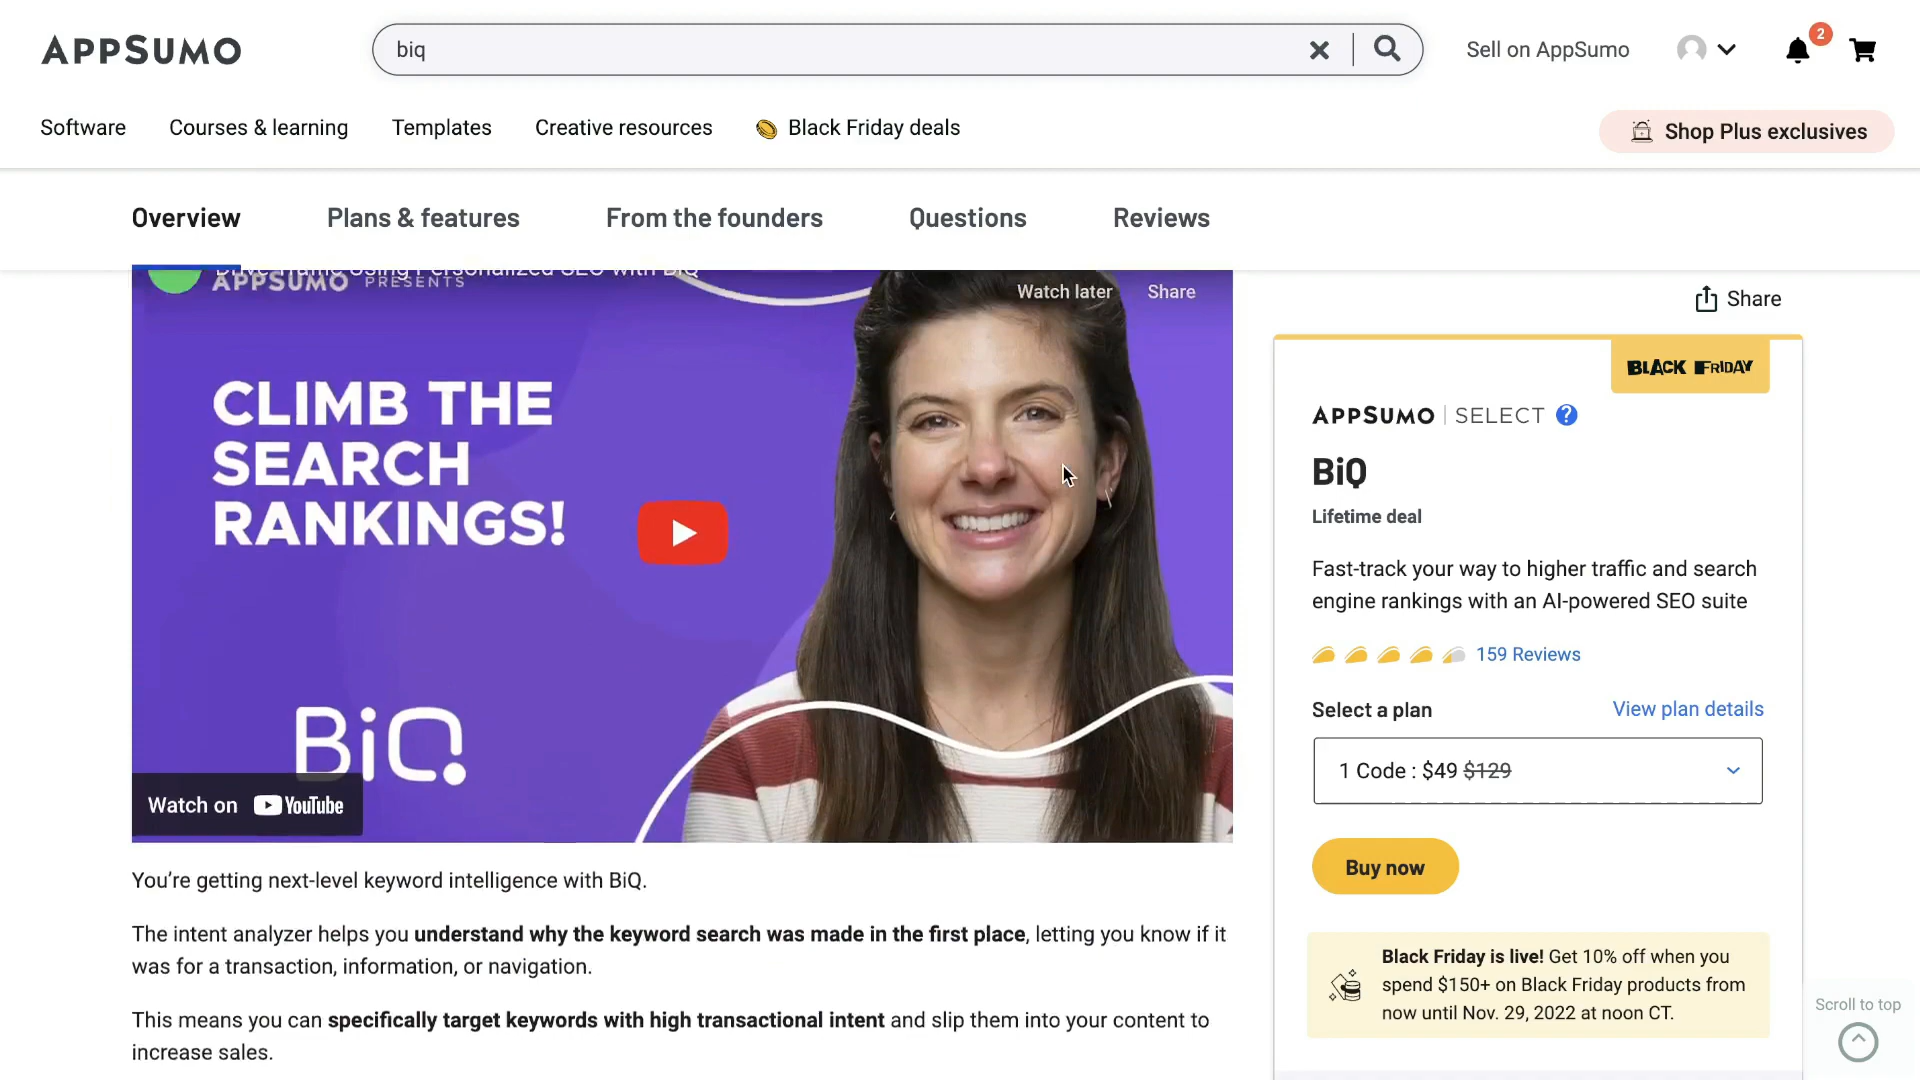 APPSUMO
biq
Sell on AppSumo
2
Software
Courses & learning
Templates
Creative resources
Black Friday deals
Shop Plus exclusives
Overview
Plans & features
From the founders
Questions
Reviews
Drive Traffic Using Personalized SEO with BiQ
APPSUMO PRESENTS
Watch later
Share
CLIMB THE
SEARCH
RANKINGS!
BiQ
Watch on YouTube
You're getting next-level keyword intelligence with BiQ.
The intent analyzer helps you understand why the keyword search was made in the first place, letting you know if it
was for a transaction, information, or navigation.
This means you can specifically target keywords with high transactional intent and slip them into your content to
increase sales.
Share
BLACK FRIDAY
APPSUMO | SELECT ?
BiQ
Lifetime deal
Fast-track your way to higher traffic and search
engine rankings with an AI-powered SEO suite
159 Reviews
Select a plan
View plan details
1 Code : $49 $129
Buy now
Black Friday is live! Get 10% off when you
spend $150+ on Black Friday products from
now until Nov. 29, 2022 at noon CT.
Scroll to top